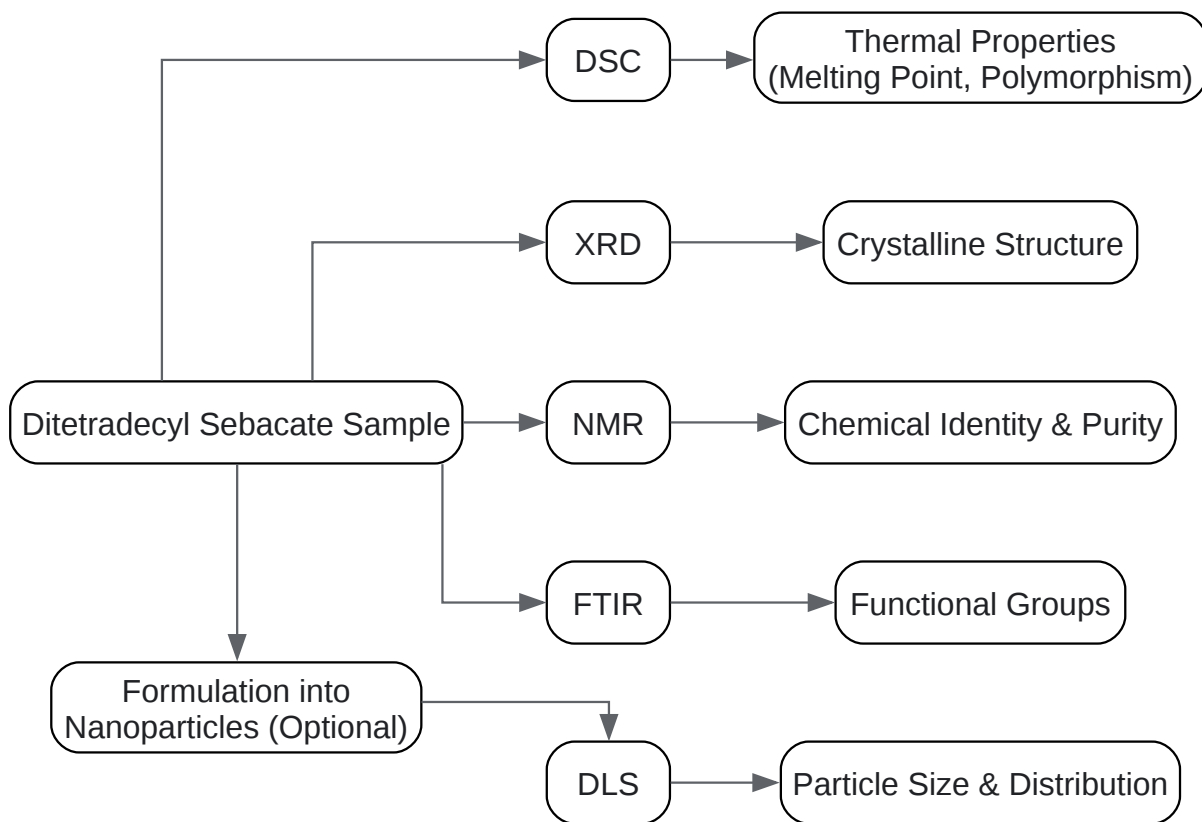 DSC
Thermal Properties
(Melting Point, Polymorphism)
XRD
Crystalline Structure
Ditetradecyl Sebacate Sample
NMR
Chemical Identity & Purity
FTIR
Functional Groups
Formulation into
Nanoparticles (Optional)
DLS
Particle Size & Distribution